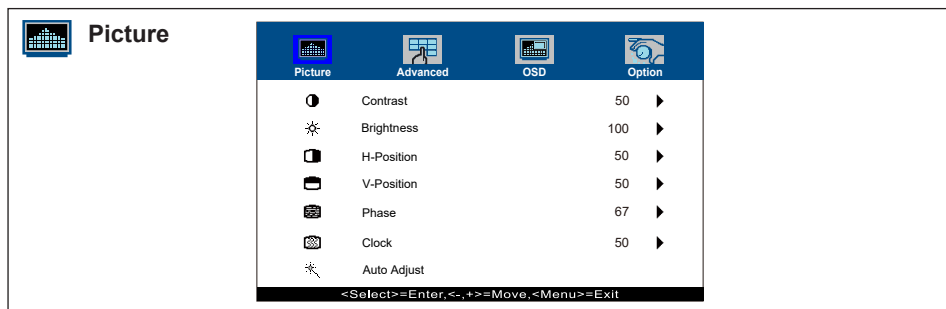 Picture
Picture Advanced OSD Option
Contrast 50
Brightness 100
H-Position 50
V-Position 50
Phase 67
Clock 50
Auto Adjust
<Select>=Enter,<-,+>=Move,<Menu>=Exit